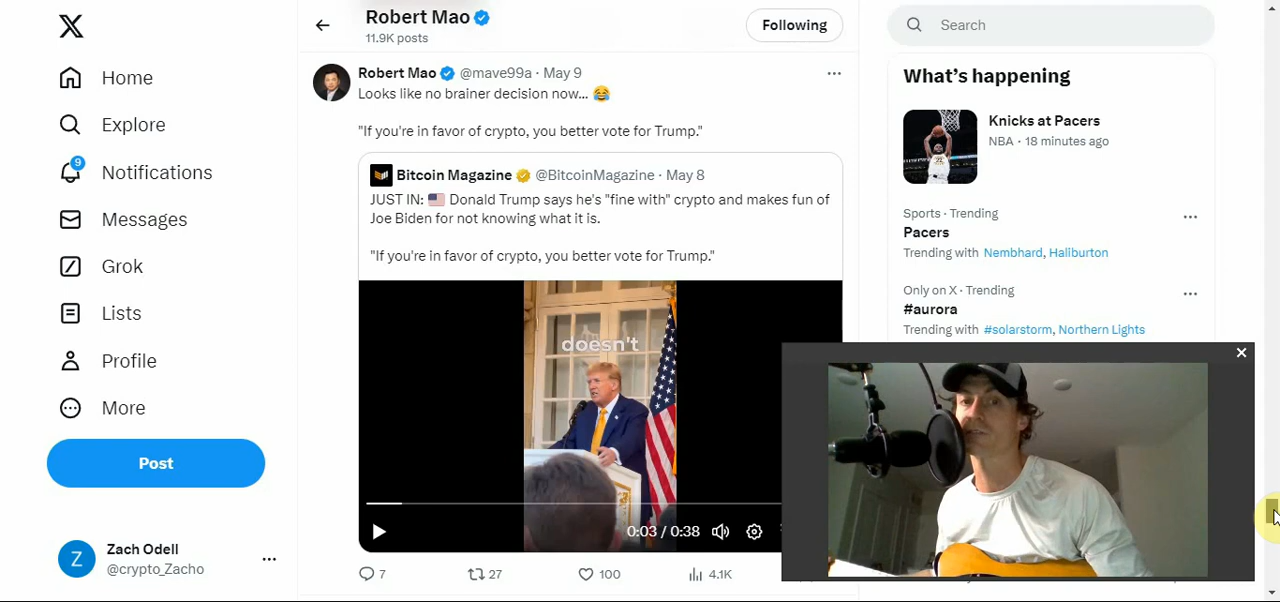 Home
Explore
9
Notifications
Messages
Grok
Lists
Profile
More
Post
Z
Zach Odell
@crypto_Zacho
Robert Mao
11.9K posts
Following
Robert Mao @mave99a · May 9
Looks like no brainer decision now... 😂
"If you're in favor of crypto, you better vote for Trump."
Bitcoin Magazine @BitcoinMagazine · May 8
JUST IN: 🇺🇸 Donald Trump says he's "fine with" crypto and makes fun of
Joe Biden for not knowing what it is.
"If you're in favor of crypto, you better vote for Trump."
doesn't
0:03 / 0:38
7
27
100
4.1K
Search
What's happening
Knicks at Pacers
NBA · 18 minutes ago
Sports · Trending
Pacers
Trending with Nembhard, Haliburton
Only on X · Trending
#aurora
Trending with #solarstorm, Northern Lights